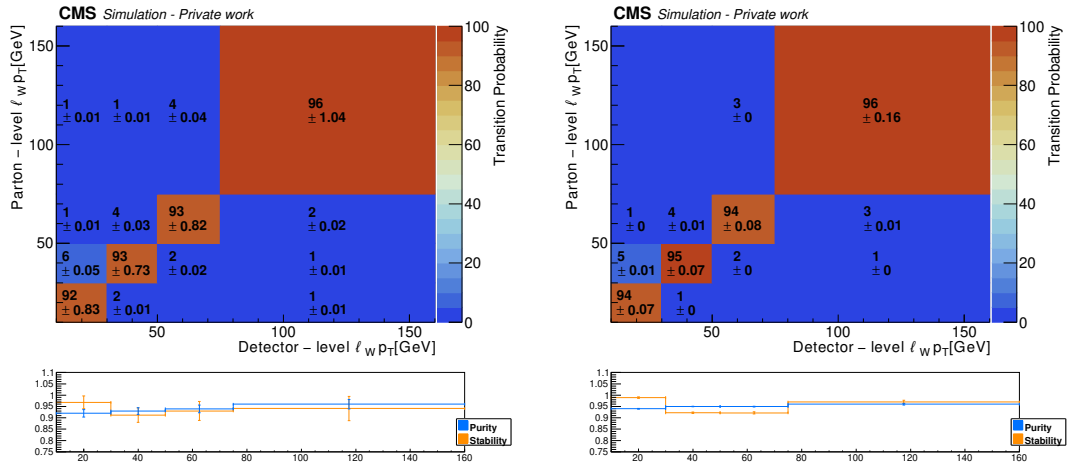 CMS Simulation - Private work
Parton – level ℓ W p T [GeV]
150
100
50
1 ± 0.01
1 ± 0.01
4 ± 0.04
96 ± 1.04
1 ± 0.01
4 ± 0.03
93 ± 0.82
2 ± 0.02
6 ± 0.05
93 ± 0.73
2 ± 0.02
1 ± 0.01
92 ± 0.83
2 ± 0.01
1 ± 0.01
50 100 150
Detector – level ℓ W p T [GeV]
100
80
60
40
20
0
Transition Probability
1.1
1.05
1
0.95
0.9
0.85
0.8
0.75
20 40 60 80 100 120 140 160
Purity
Stability
CMS Simulation - Private work
Parton – level ℓ W p T [GeV]
150
100
50
3 ± 0
96 ± 0.16
1 ± 0
4 ± 0.01
94 ± 0.08
3 ± 0.01
5 ± 0.01
95 ± 0.07
2 ± 0
1 ± 0
94 ± 0.07
1 ± 0
50 100 150
Detector – level ℓ W p T [GeV]
100
80
60
40
20
0
Transition Probability
1.1
1.05
1
0.95
0.9
0.85
0.8
0.75
20 40 60 80 100 120 140 160
Purity
Stability